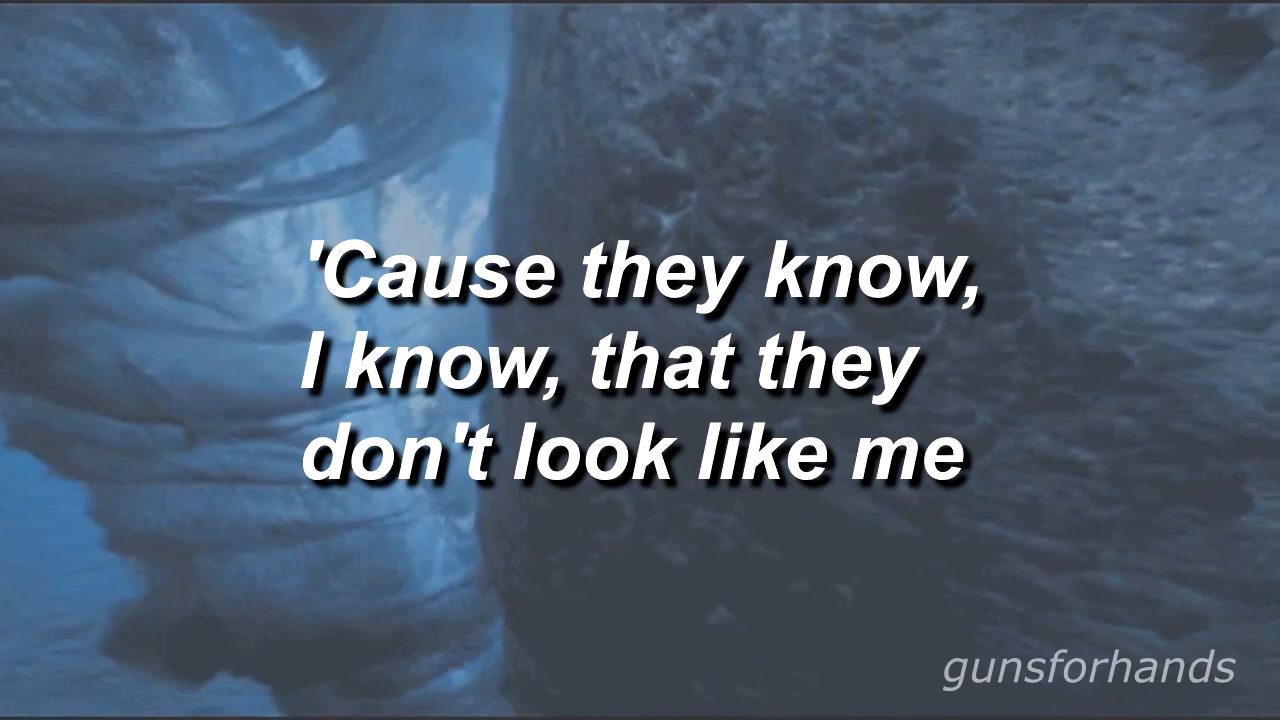 'Cause they know,
I know, that they
don't look like me
gunsforhands